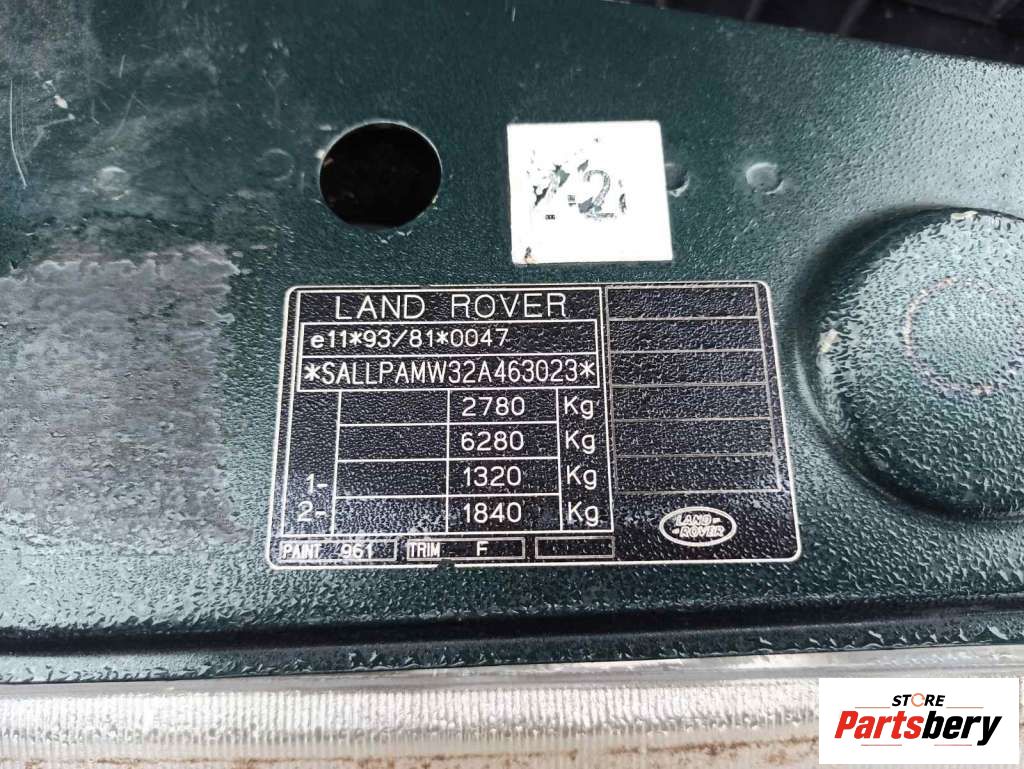 LAND ROVER
e11*93/81*0047
*SALLPAMW32A463023*
2780 Kg
6280 Kg
1- 1320 Kg
2- 1840 Kg
PAINT 961 TRIM F
LAND-
-ROVER
STORE
Partsbery